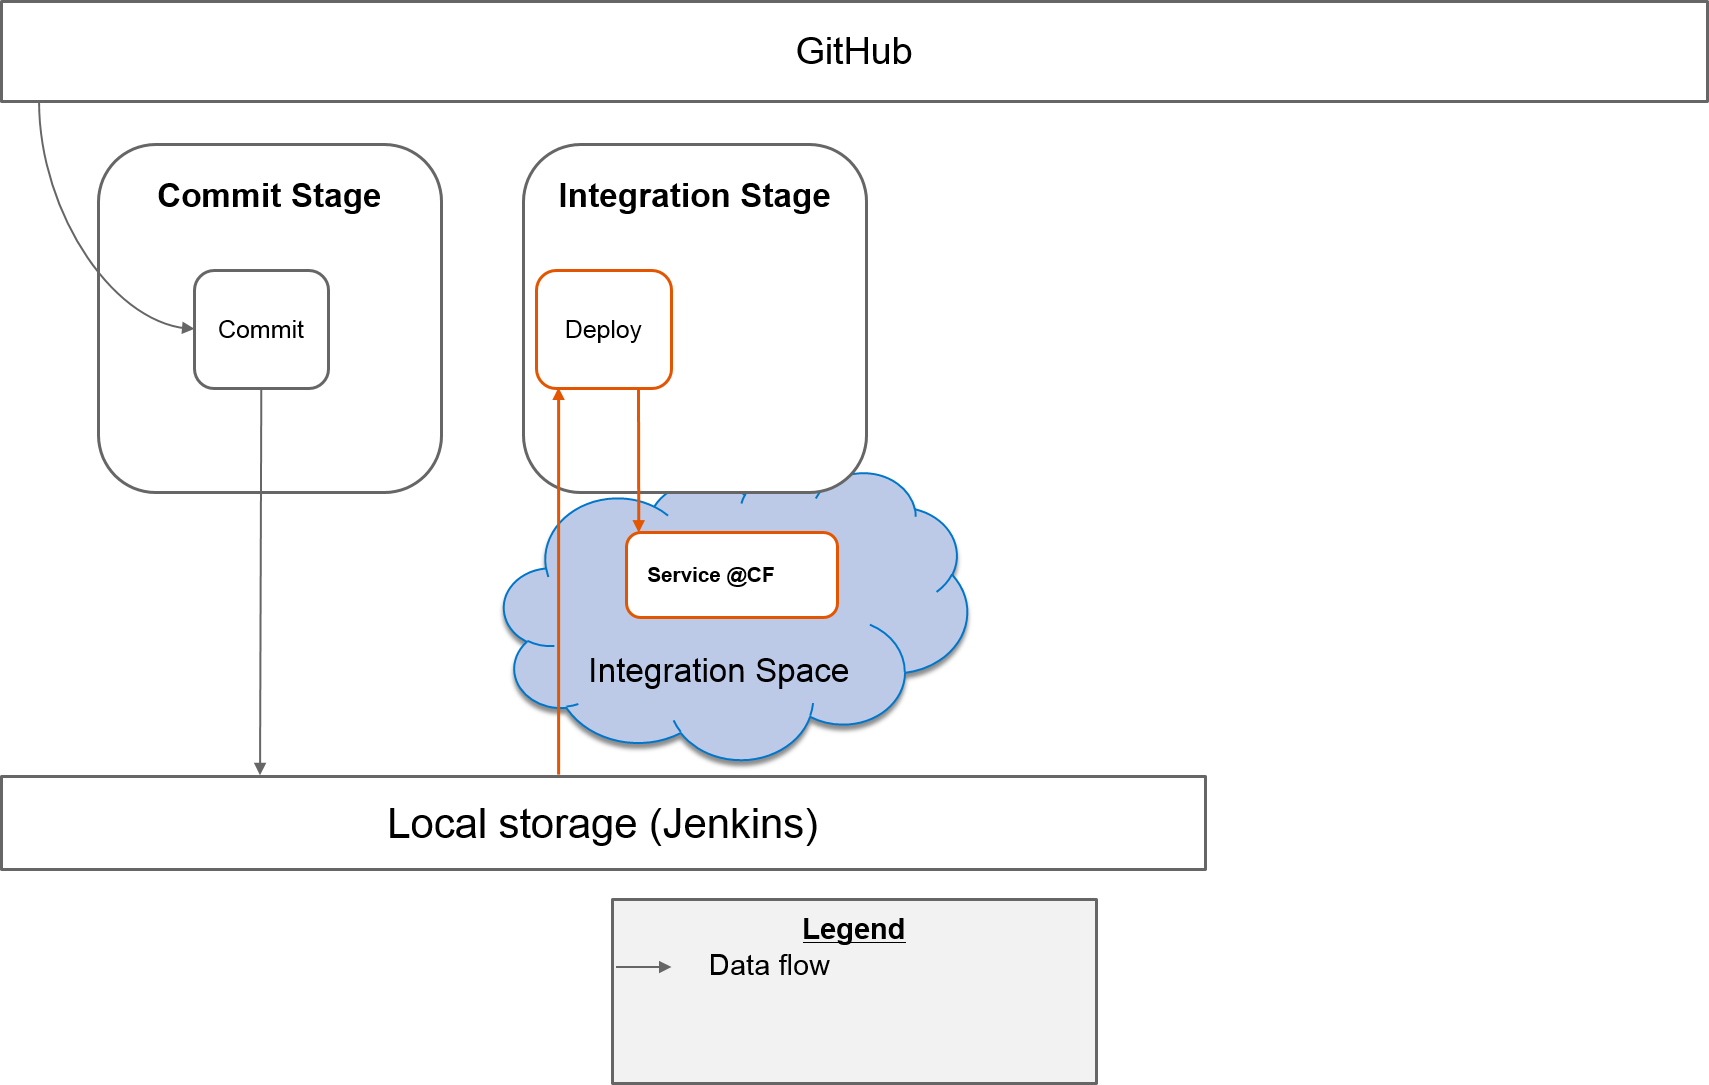 GitHub
Commit Stage
Integration Stage
Commit
Deploy
Service @CF
Integration Space
Local storage (Jenkins)
Legend
Data flow